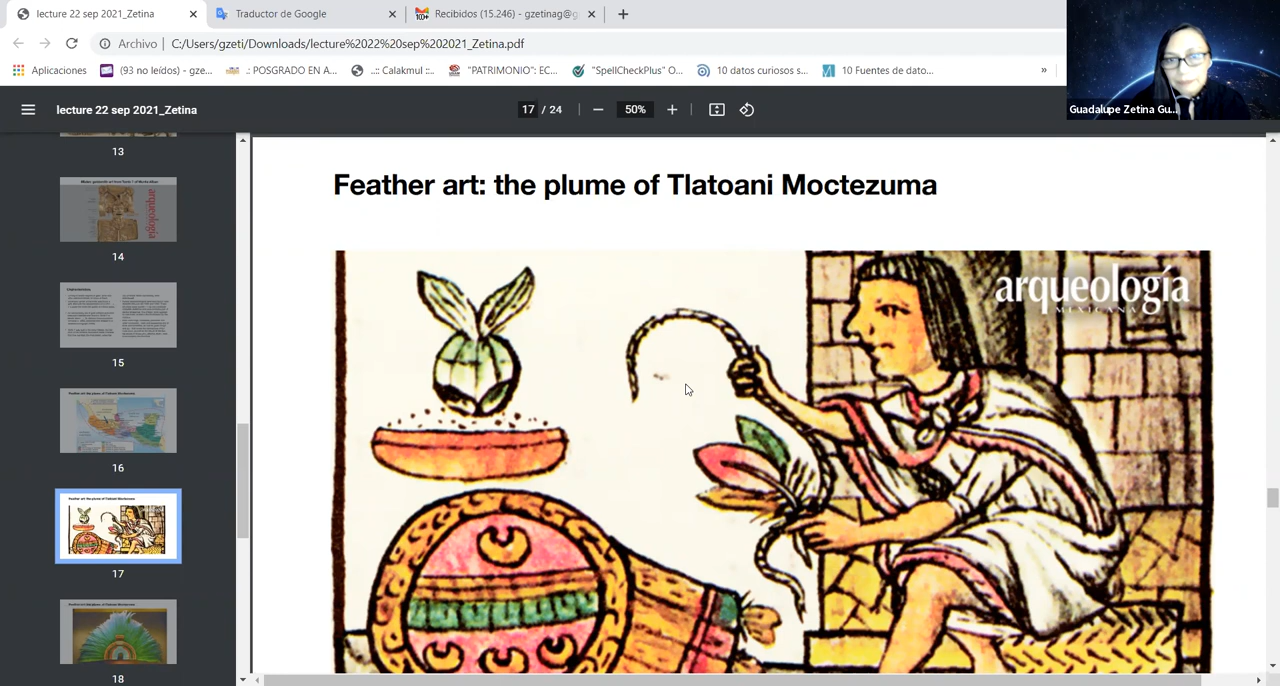 lecture 22 sep 2021_Zetina
Traductor de Google
Recibidos (15.246) - gzetinag@g
Archivo
C:/Users/gzeti/Downloads/lecture%2022%20sep%202021_Zetina.pdf
Aplicaciones
(93 no leídos) - gze...
.: POSGRADO EN A...
..:: Calakmul ::..
"PATRIMONIO": EC...
"SpellCheckPlus" O...
10 datos curiosos s...
10 Fuentes de dato...
»
Guadalupe Zetina Gu...
lecture 22 sep 2021_Zetina
17 / 24
50%
13
14
15
16
17
18
Feather art: the plume of Tlatoani Moctezuma
arqueología
MEXICANA